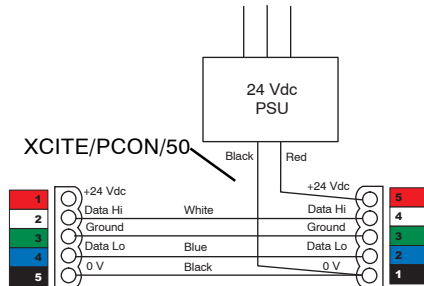 24 Vdc
PSU
XCITE/PCON/50
Black Red
+24 Vdc +24 Vdc
1 5
Data Hi White Data Hi
2 4
Ground Ground
3 3
Data Lo Blue Data Lo
4 2
0 V Black 0 V
5 1